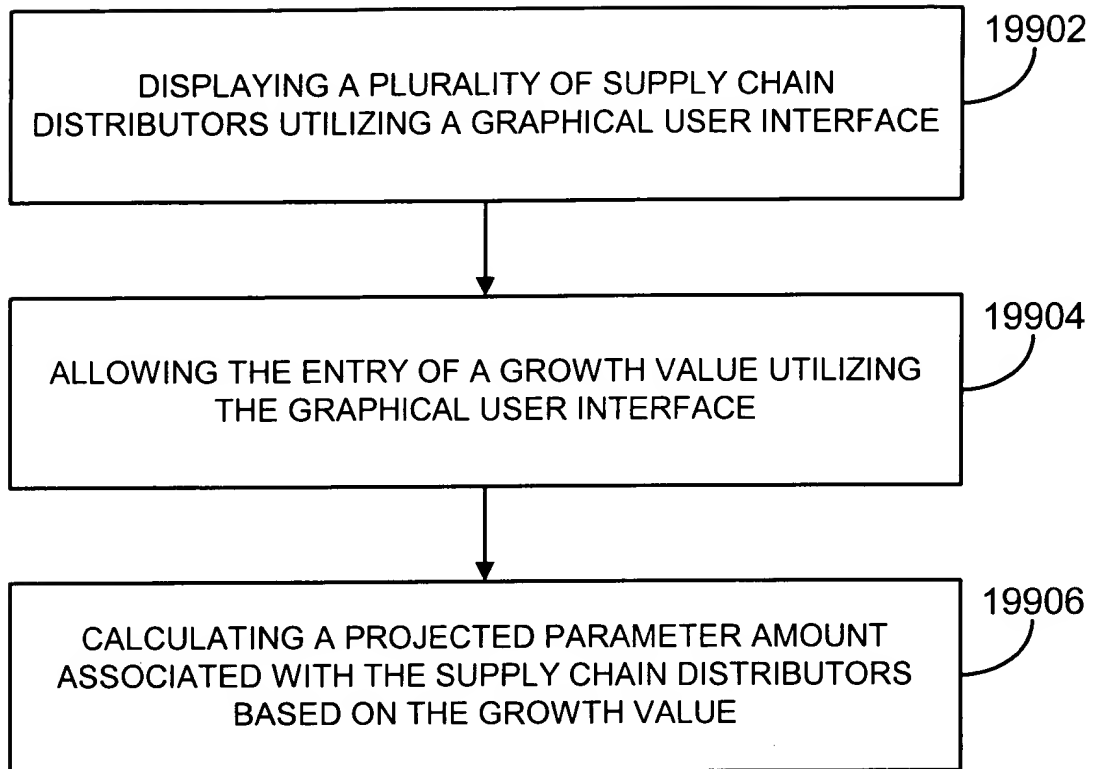 19902
DISPLAYING A PLURALITY OF SUPPLY CHAIN
DISTRIBUTORS UTILIZING A GRAPHICAL USER INTERFACE
19904
ALLOWING THE ENTRY OF A GROWTH VALUE UTILIZING
THE GRAPHICAL USER INTERFACE
19906
CALCULATING A PROJECTED PARAMETER AMOUNT
ASSOCIATED WITH THE SUPPLY CHAIN DISTRIBUTORS
BASED ON THE GROWTH VALUE